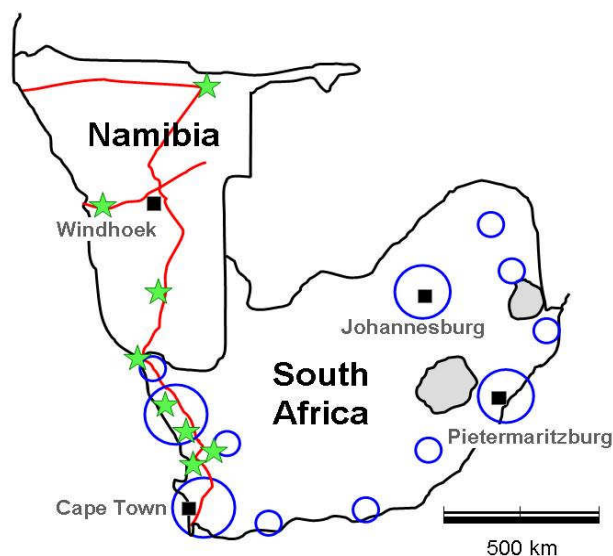 Namibia
Windhoek
Johannesburg
South
Africa
Pietermaritzburg
Cape Town
500 km